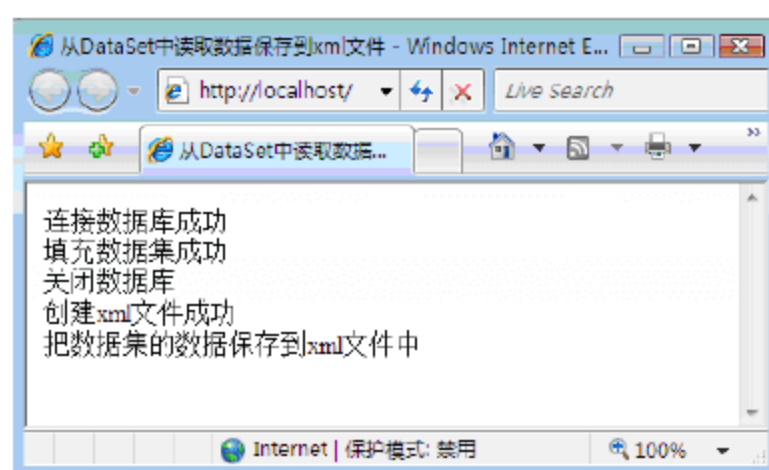 从DataSet中读取数据保存到xml文件 - Windows Internet E...
http://localhost/
Live Search
从DataSet中读取数据...
连接数据库成功
填充数据集成功
关闭数据库
创建xml文件成功
把数据集的数据保存到xml文件中
Internet | 保护模式: 禁用
100%